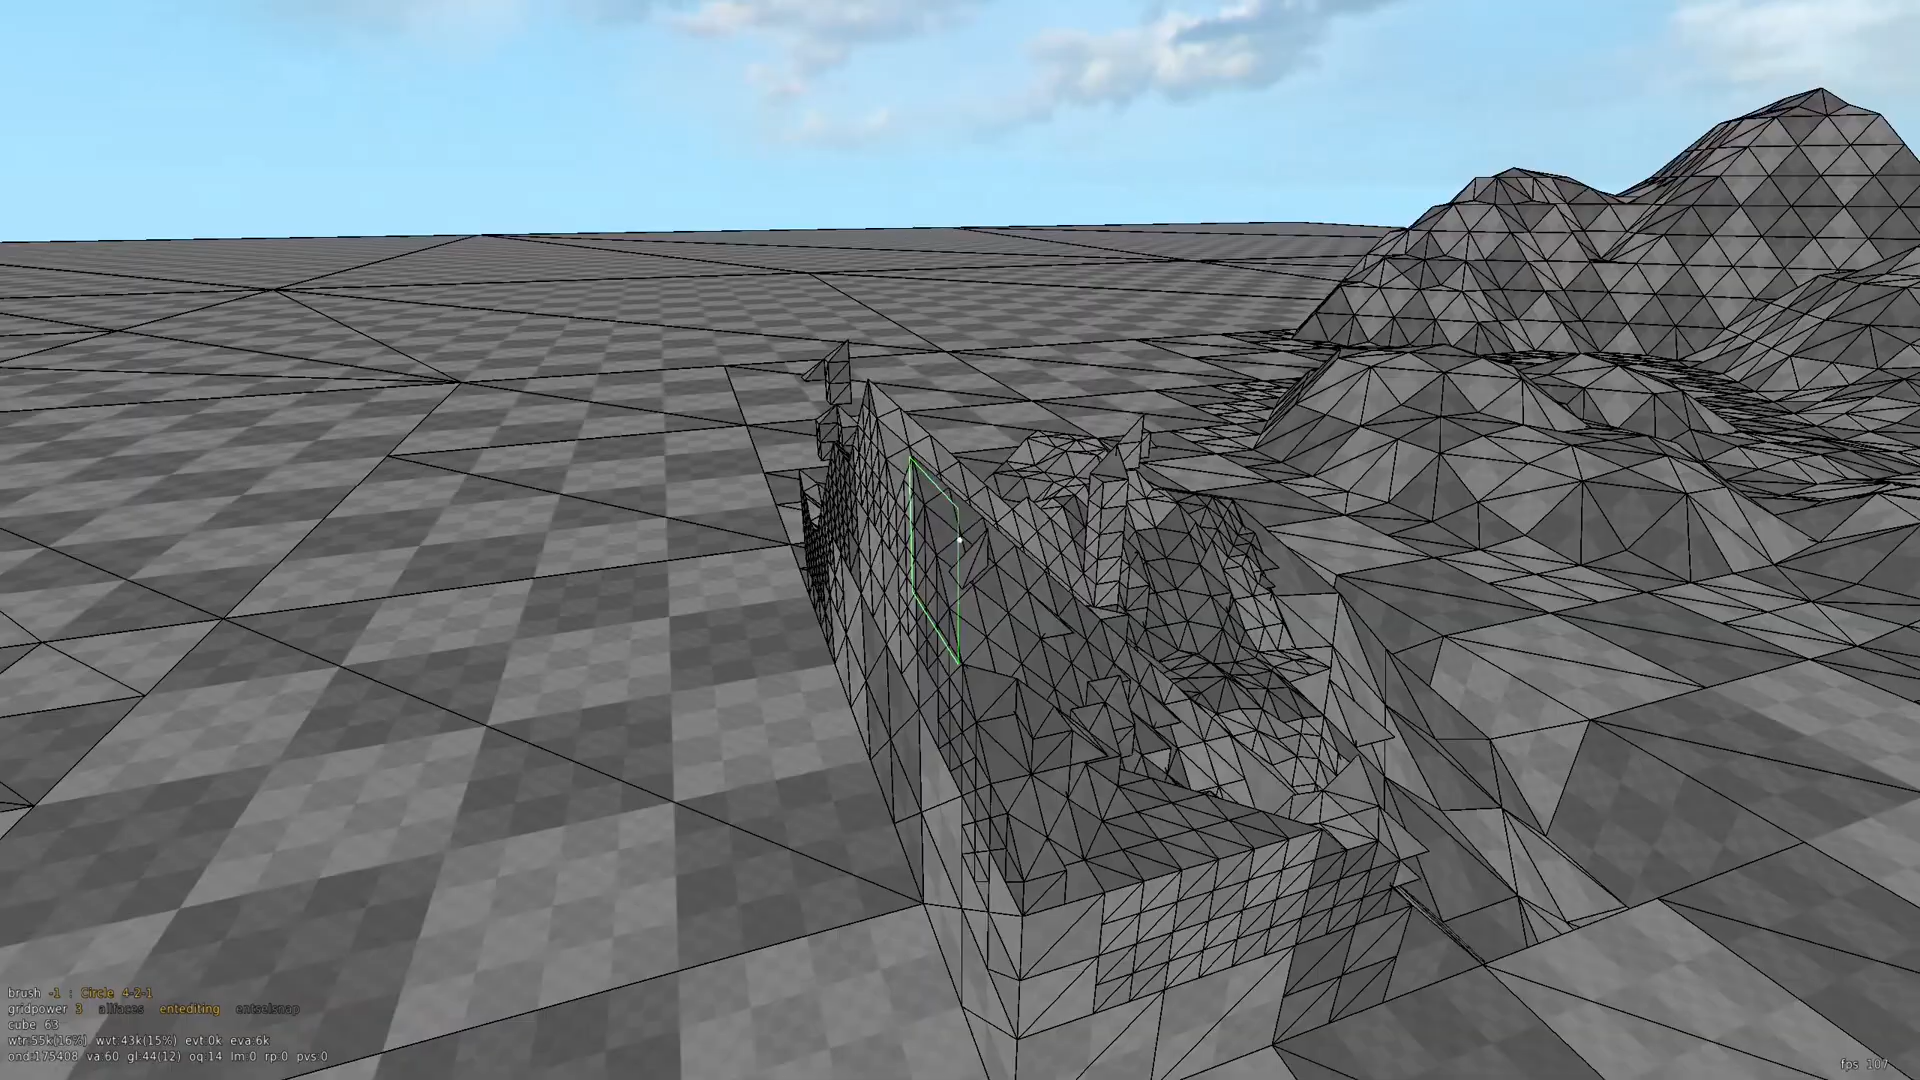 brush -1 : Circle 4-2-1
gridpower 3 allfaces entediting entselsnap
cube 63
wtr:55k(16%) wvt:43k(15%) evt:0k eva:6k
ond:175408 va:60 gl:44(12) oq:14 lm:0 rp:0 pvs:0
fps 107